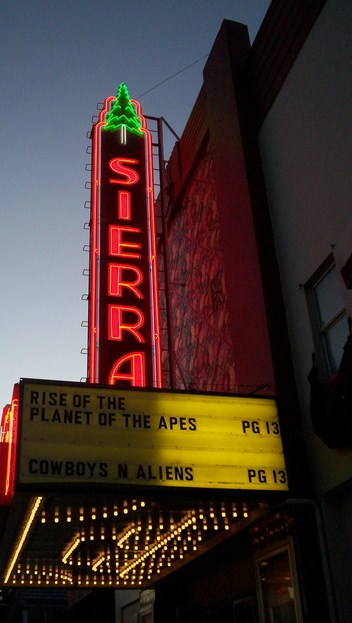 SIERRA
RISE OF THE
PLANET OF THE APES PG 13
COWBOYS N ALIENS PG 13